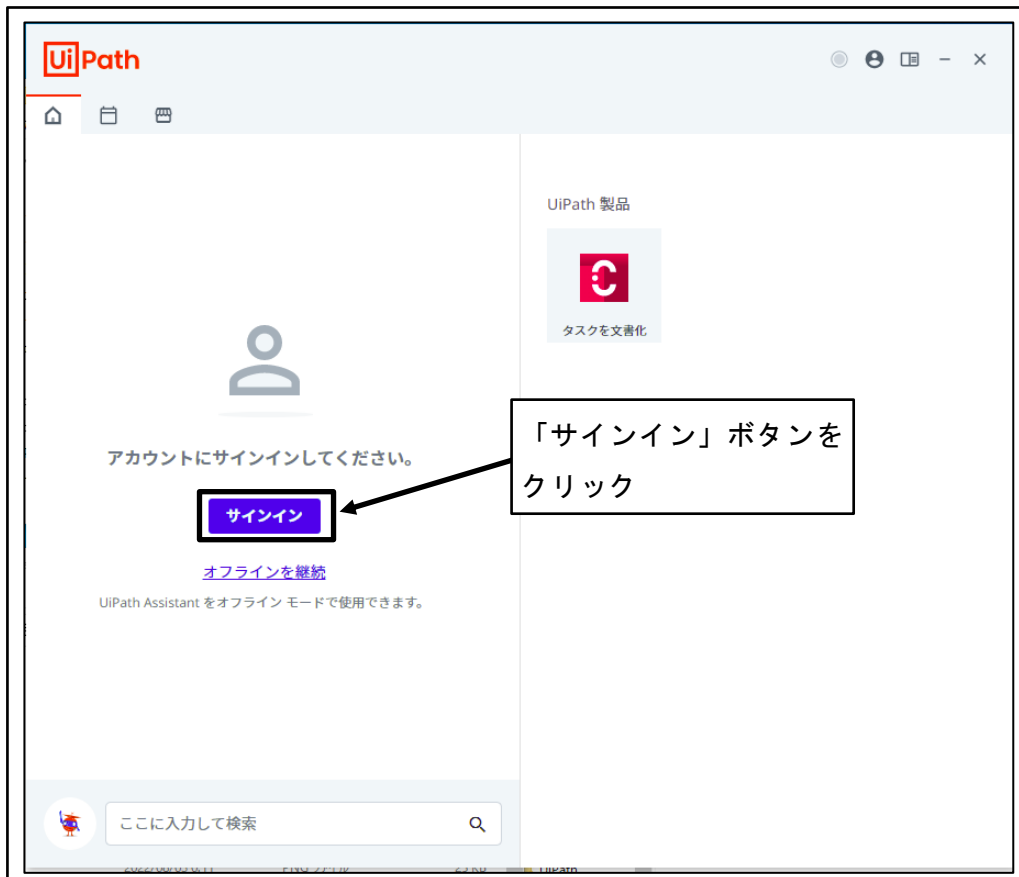 UiPath
UiPath 製品
タスクを文書化
アカウントにサインインしてください。
「サインイン」ボタンを
クリック
サインイン
オフラインを継続
UiPath Assistant をオフライン モードで使用できます。
ここに入力して検索